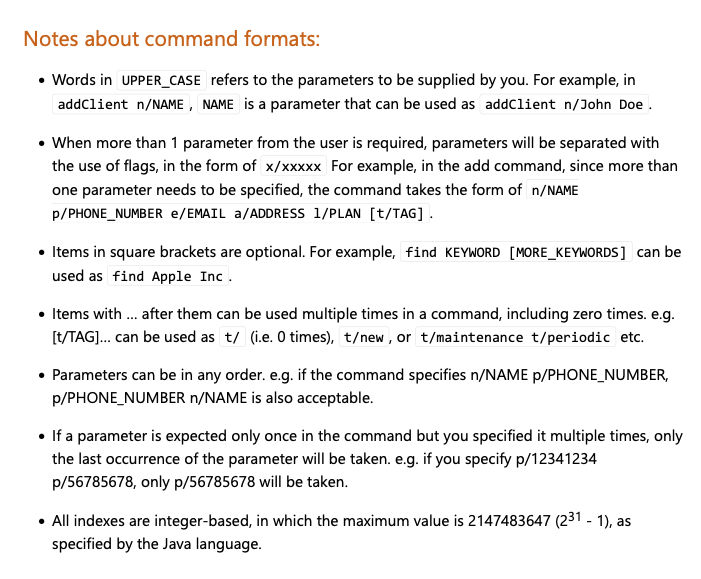 Notes about command formats:
• Words in UPPER_CASE refers to the parameters to be supplied by you. For example, in
addClient n/NAME , NAME is a parameter that can be used as addClient n/John Doe .
• When more than 1 parameter from the user is required, parameters will be separated with
the use of flags, in the form of x/xxxxx For example, in the add command, since more than
one parameter needs to be specified, the command takes the form of n/NAME
p/PHONE_NUMBER e/EMAIL a/ADDRESS l/PLAN [t/TAG] .
• Items in square brackets are optional. For example, find KEYWORD [MORE_KEYWORDS] can be
used as find Apple Inc .
• Items with … after them can be used multiple times in a command, including zero times. e.g.
[t/TAG]… can be used as t/ (i.e. 0 times), t/new , or t/maintenance t/periodic etc.
• Parameters can be in any order. e.g. if the command specifies n/NAME p/PHONE_NUMBER,
p/PHONE_NUMBER n/NAME is also acceptable.
• If a parameter is expected only once in the command but you specified it multiple times, only
the last occurrence of the parameter will be taken. e.g. if you specify p/12341234
p/56785678, only p/56785678 will be taken.
• All indexes are integer-based, in which the maximum value is 2147483647 (2³¹ - 1), as
specified by the Java language.